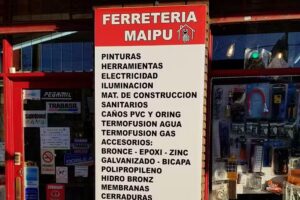 FERRETERIA
MAIPU
PINTURAS
HERRAMIENTAS
ELECTRICIDAD
ILUMINACION
MAT. DE CONSTRUCCION
SANITARIOS
CAÑOS PVC Y ORING
TERMOFUSION AGUA
TERMOFUSION GAS
ACCESORIOS:
BRONCE - EPOXI - ZINC
GALVANIZADO - BICAPA
POLIPROPILENO
HIDRO BRONZ
MEMBRANAS
CERRADURAS
PEGAMIL
TRABASIL